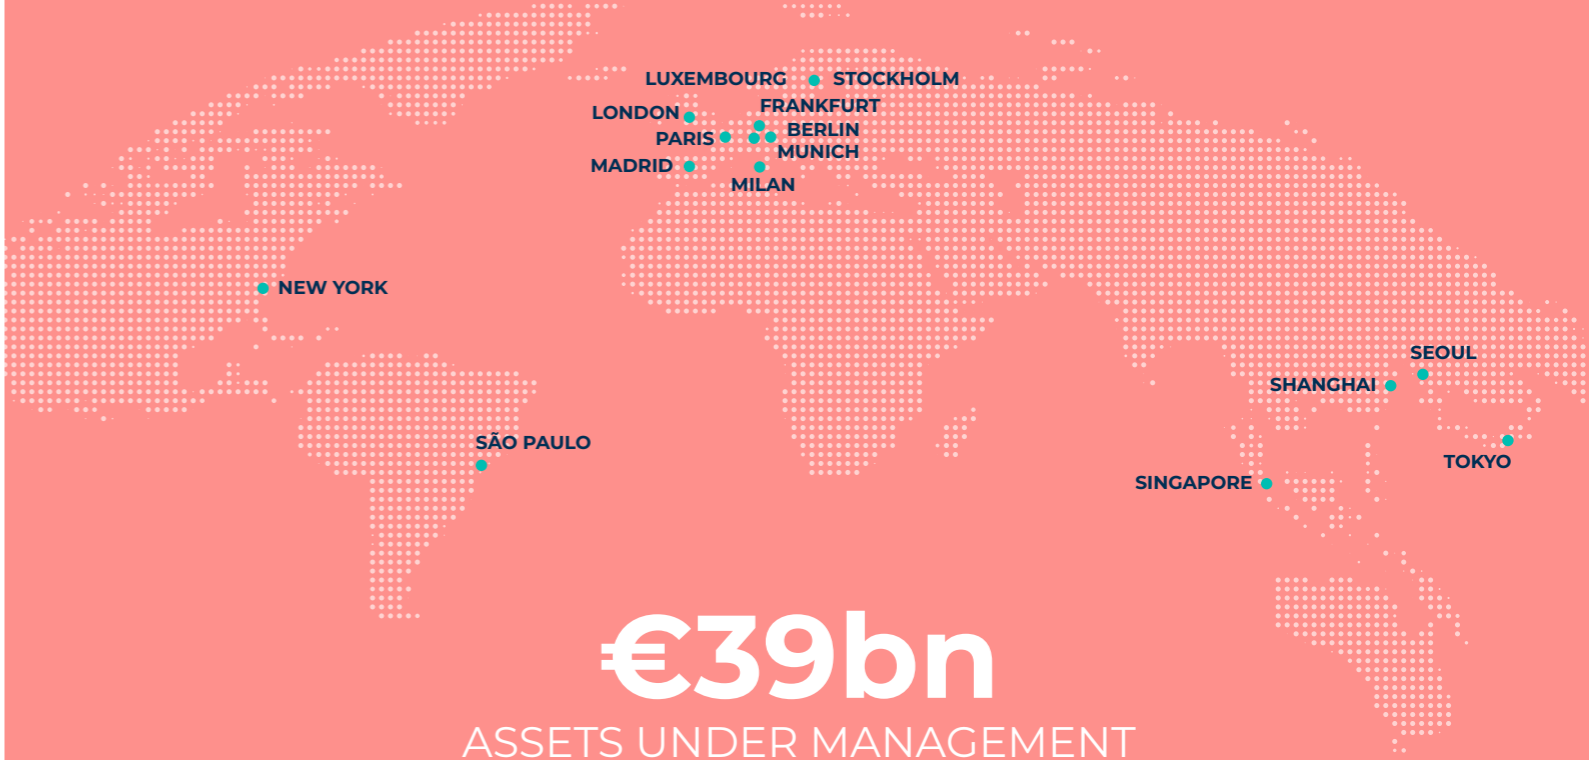 LUXEMBOURG
STOCKHOLM
FRANKFURT
LONDON
BERLIN
PARIS
MUNICH
MADRID
MILAN
NEW YORK
SEOUL
SHANGHAI
SÃO PAULO
TOKYO
SINGAPORE
€39bn
ASSETS UNDER MANAGEMENT